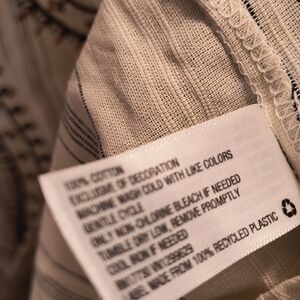 100% COTTON
EXCLUSIVE OF DECORATION
MACHINE WASH COLD WITH LIKE COLORS
GENTLE CYCLE
ONLY NON-CHLORINE BLEACH IF NEEDED
TUMBLE DRY LOW, REMOVE PROMPTLY
COOL IRON IF NEEDED
LABEL MADE FROM 100% RECYCLED PLASTIC